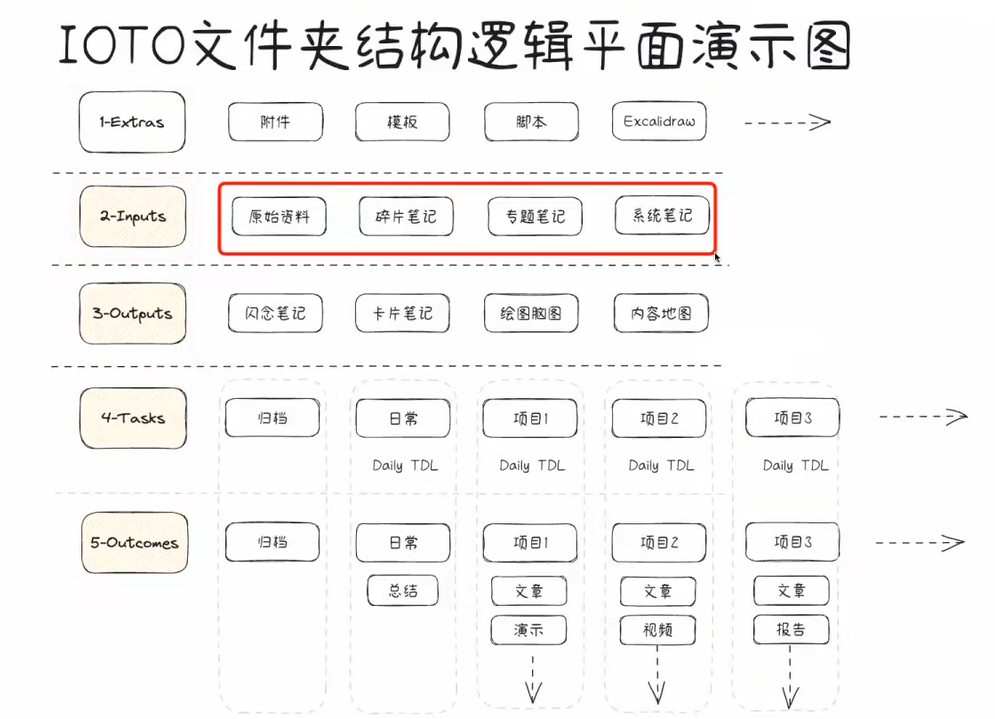 IOTO文件夹结构逻辑平面演示图
1-Extras 附件 模板 脚本 Excalidraw
2-Inputs 原始资料 碎片笔记 专题笔记 系统笔记
3-Outputs 闪念笔记 卡片笔记 绘图脑图 内容地图
4-Tasks 归档 日常 项目1 项目2 项目3
Daily TDL Daily TDL Daily TDL Daily TDL
5-Outcomes 归档 日常 项目1 项目2 项目3
总结 文章 文章 文章
演示 视频 报告